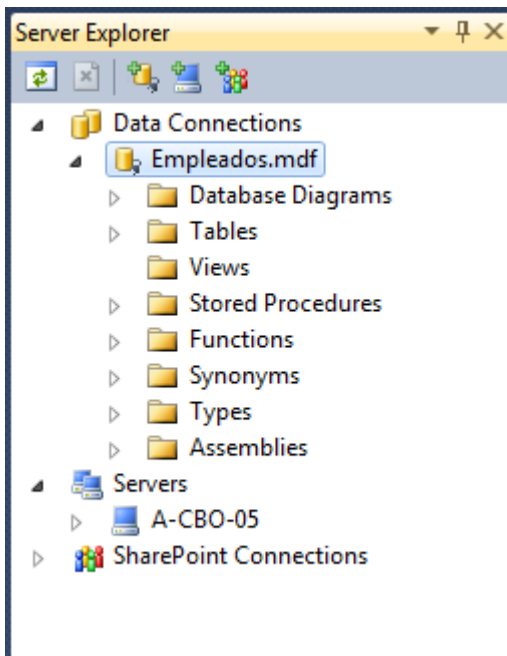 Server Explorer
Data Connections
Empleados.mdf
Database Diagrams
Tables
Views
Stored Procedures
Functions
Synonyms
Types
Assemblies
Servers
A-CBO-05
SharePoint Connections